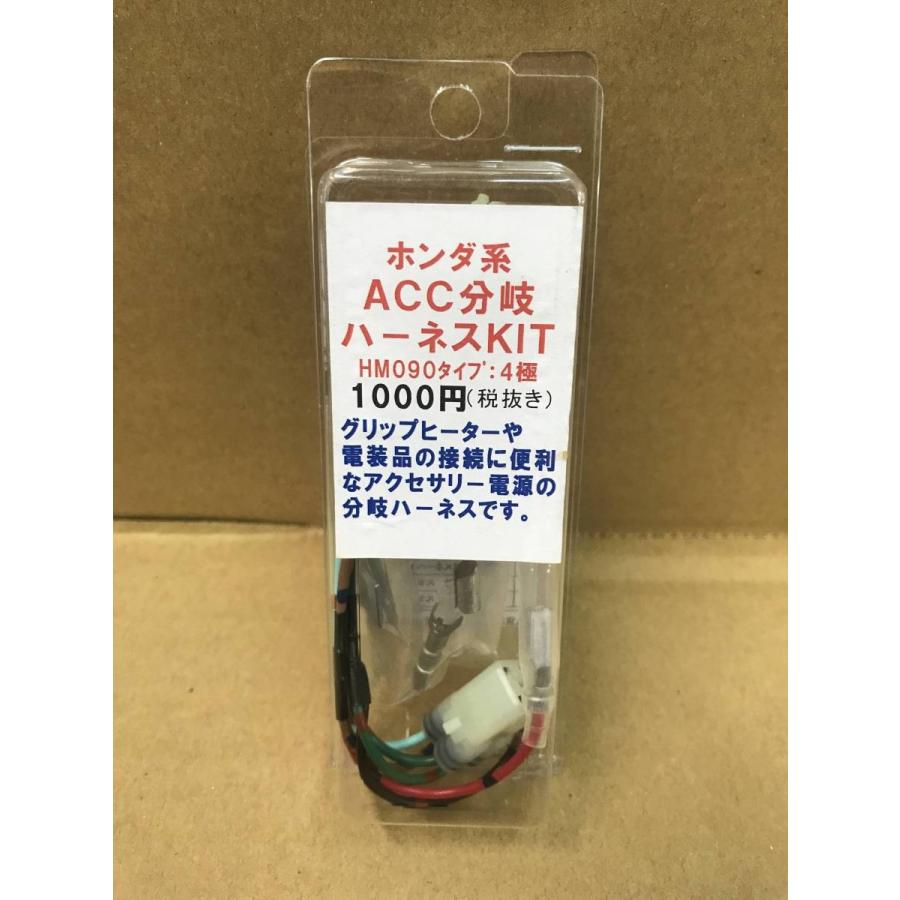 ホンダ系
ACC分岐
ハーネスKIT
HM090タイプ:4極
1000円(税抜き)
グリップヒーターや
電装品の接続に便利
なアクセサリー電源の
分岐ハーネスです。